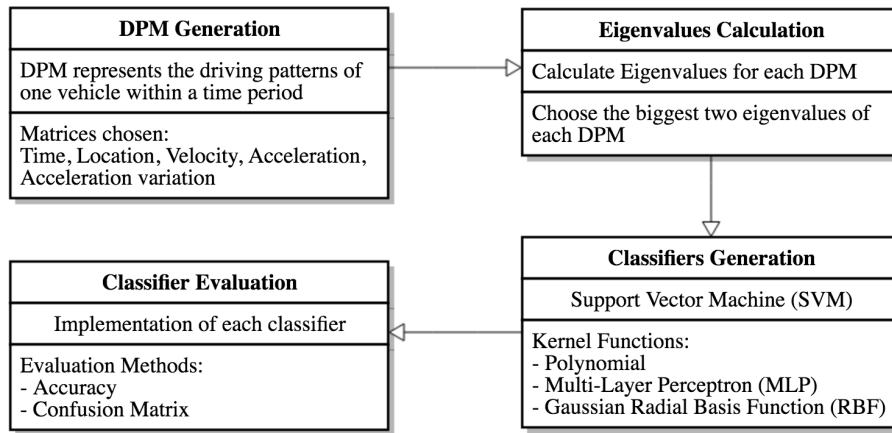 DPM Generation
DPM represents the driving patterns of
one vehicle within a time period
Matrices chosen:
Time, Location, Velocity, Acceleration,
Acceleration variation
Eigenvalues Calculation
Calculate Eigenvalues for each DPM
Choose the biggest two eigenvalues of
each DPM
Classifiers Generation
Support Vector Machine (SVM)
Kernel Functions:
- Polynomial
- Multi-Layer Perceptron (MLP)
- Gaussian Radial Basis Function (RBF)
Classifier Evaluation
Implementation of each classifier
Evaluation Methods:
- Accuracy
- Confusion Matrix